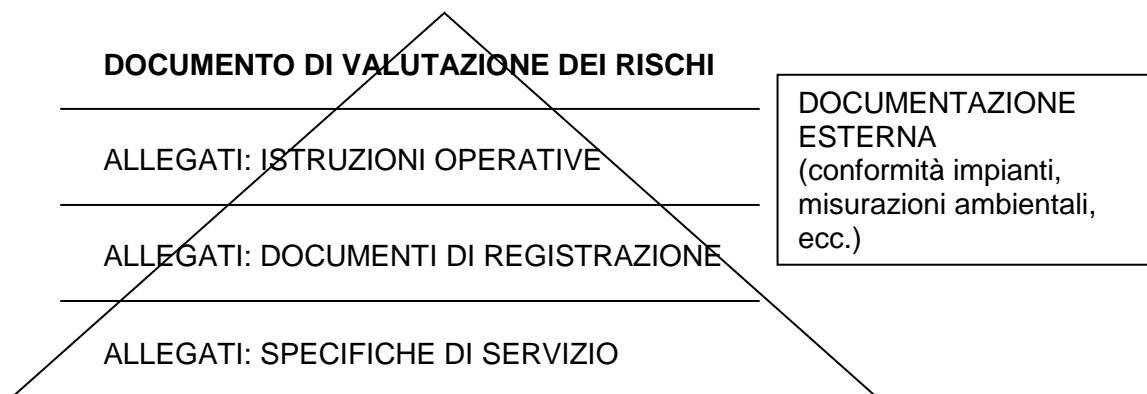 DOCUMENTO DI VALUTAZIONE DEI RISCHI
ALLEGATI: ISTRUZIONI OPERATIVE
ALLEGATI: DOCUMENTI DI REGISTRAZIONE
ALLEGATI: SPECIFICHE DI SERVIZIO
DOCUMENTAZIONE
ESTERNA
(conformità impianti,
misurazioni ambientali,
ecc.)